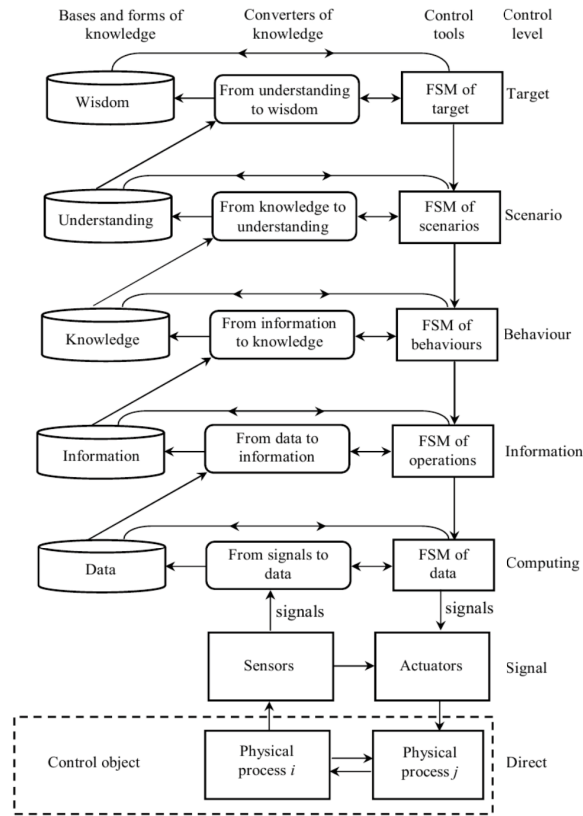 Bases and forms of
knowledge
Converters of
knowledge
Control
tools
Control
level
Wisdom
From understanding
to wisdom
FSM of
target
Target
Understanding
From knowledge to
understanding
FSM of
scenarios
Scenario
Knowledge
From information
to knowledge
FSM of
behaviours
Behaviour
Information
From data to
information
FSM of
operations
Information
Data
From signals to
data
FSM of
data
Computing
signals
signals
Sensors
Actuators
Signal
Control object
Physical
process i
Physical
process j
Direct